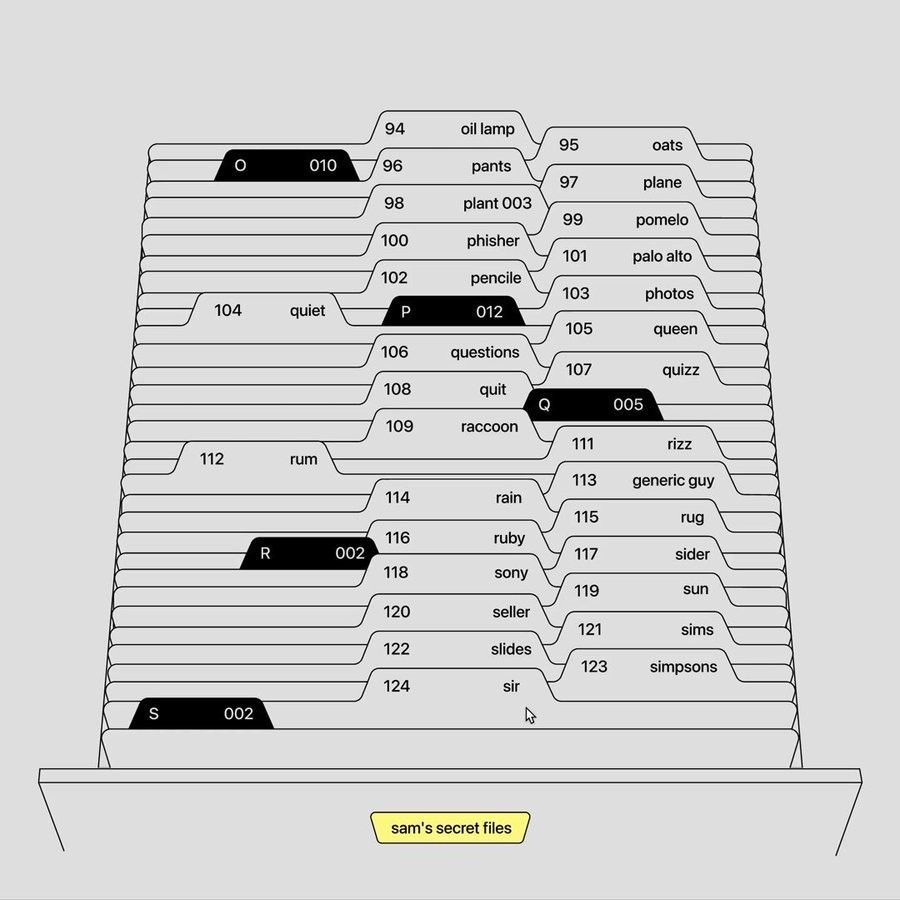 94 oil lamp
95 oats
O 010
96 pants
97 plane
98 plant 003
99 pomelo
100 phisher
101 palo alto
102 pencile
103 photos
104 quiet
P 012
105 queen
106 questions
107 quizz
108 quit
Q 005
109 raccoon
111 rizz
112 rum
113 generic guy
114 rain
115 rug
116 ruby
R 002
117 sider
118 sony
119 sun
120 seller
121 sims
122 slides
123 simpsons
124 sir
S 002
sam's secret files